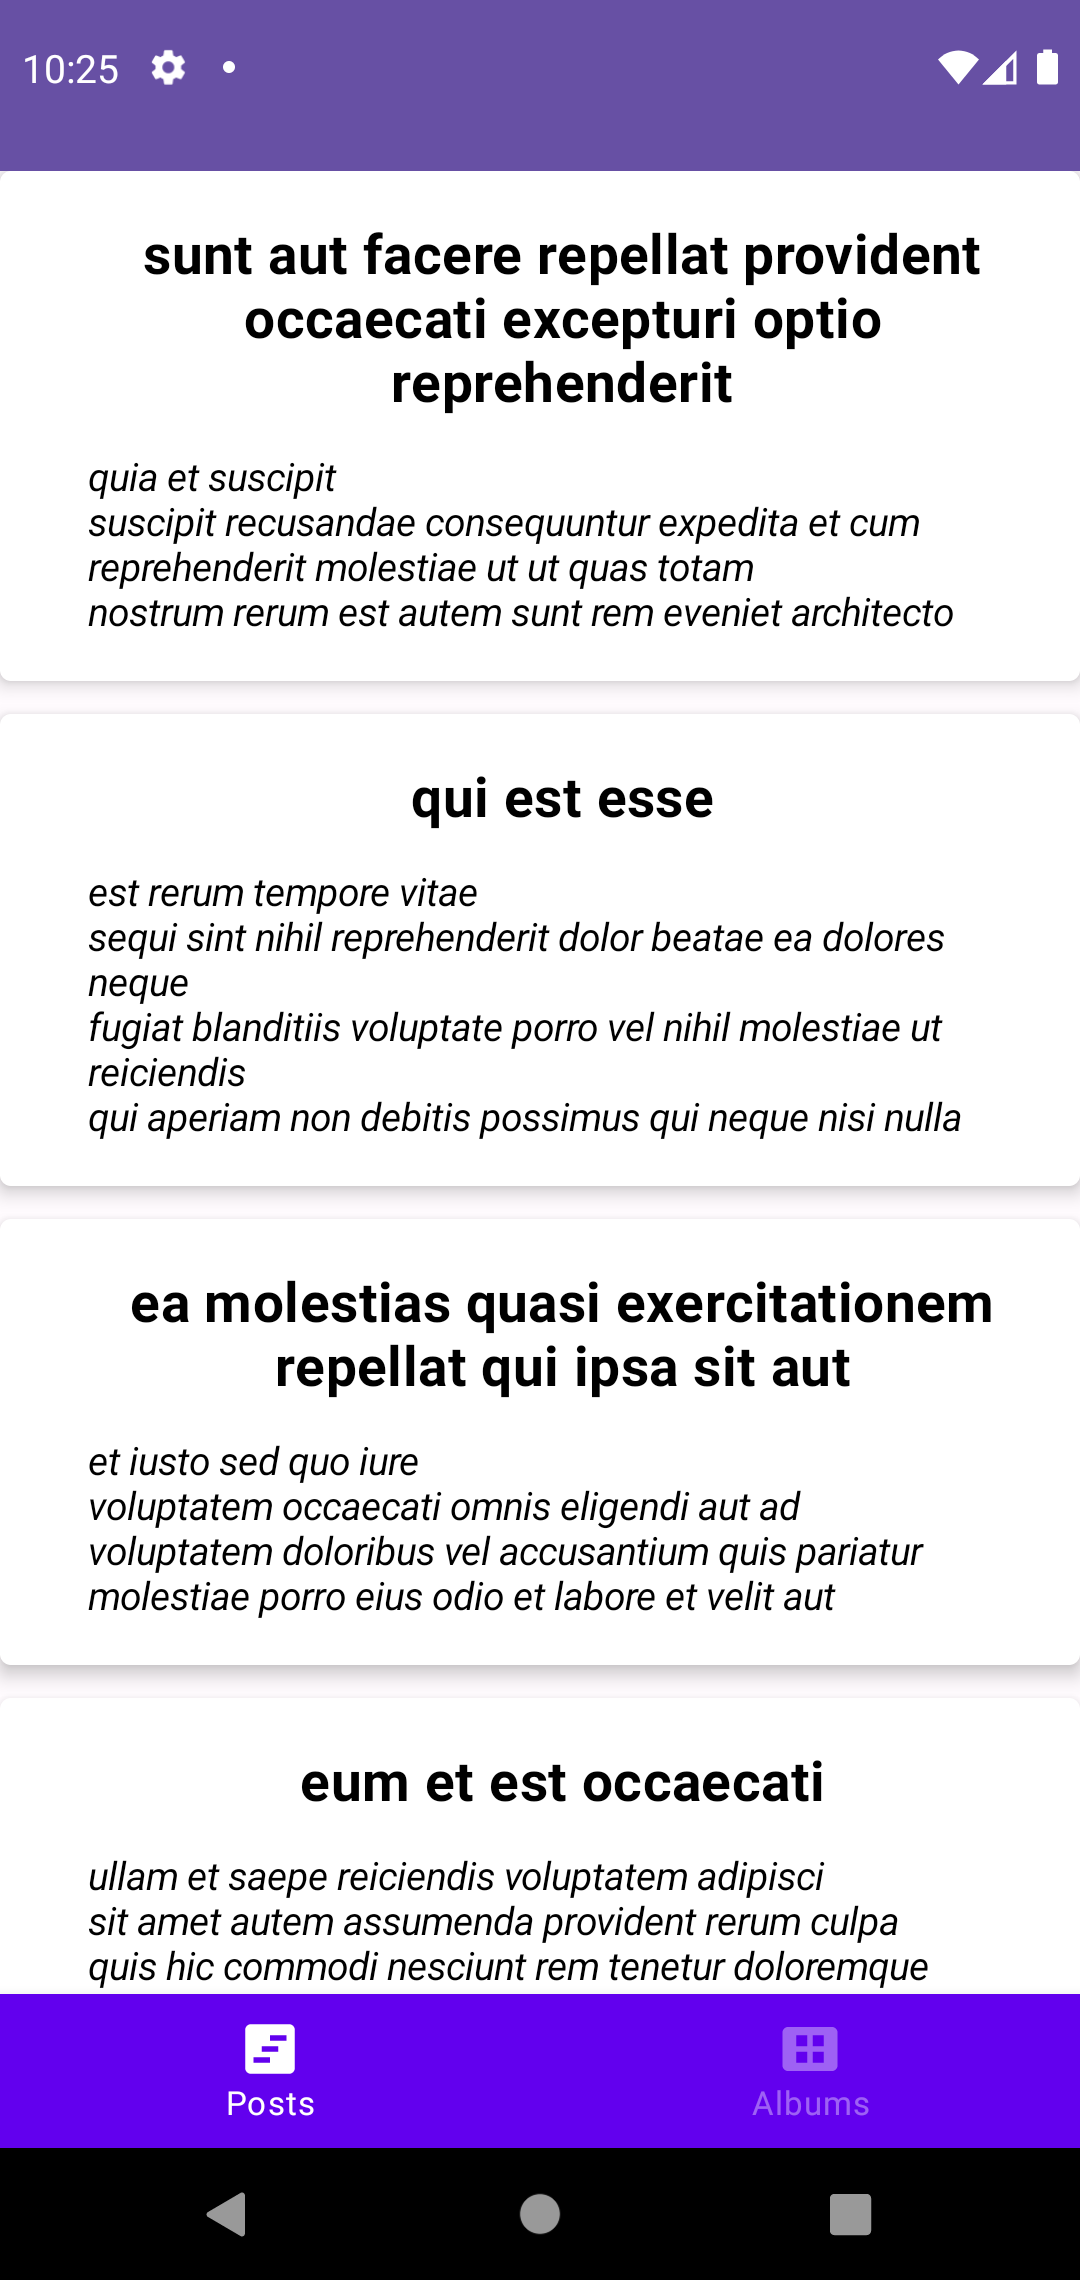 10:25
sunt aut facere repellat provident
occaecati excepturi optio
reprehenderit
quia et suscipit
suscipit recusandae consequuntur expedita et cum
reprehenderit molestiae ut ut quas totam
nostrum rerum est autem sunt rem eveniet architecto
qui est esse
est rerum tempore vitae
sequi sint nihil reprehenderit dolor beatae ea dolores
neque
fugiat blanditiis voluptate porro vel nihil molestiae ut
reiciendis
qui aperiam non debitis possimus qui neque nisi nulla
ea molestias quasi exercitationem
repellat qui ipsa sit aut
et iusto sed quo iure
voluptatem occaecati omnis eligendi aut ad
voluptatem doloribus vel accusantium quis pariatur
molestiae porro eius odio et labore et velit aut
eum et est occaecati
ullam et saepe reiciendis voluptatem adipisci
sit amet autem assumenda provident rerum culpa
quis hic commodi nesciunt rem tenetur doloremque
Posts
Albums